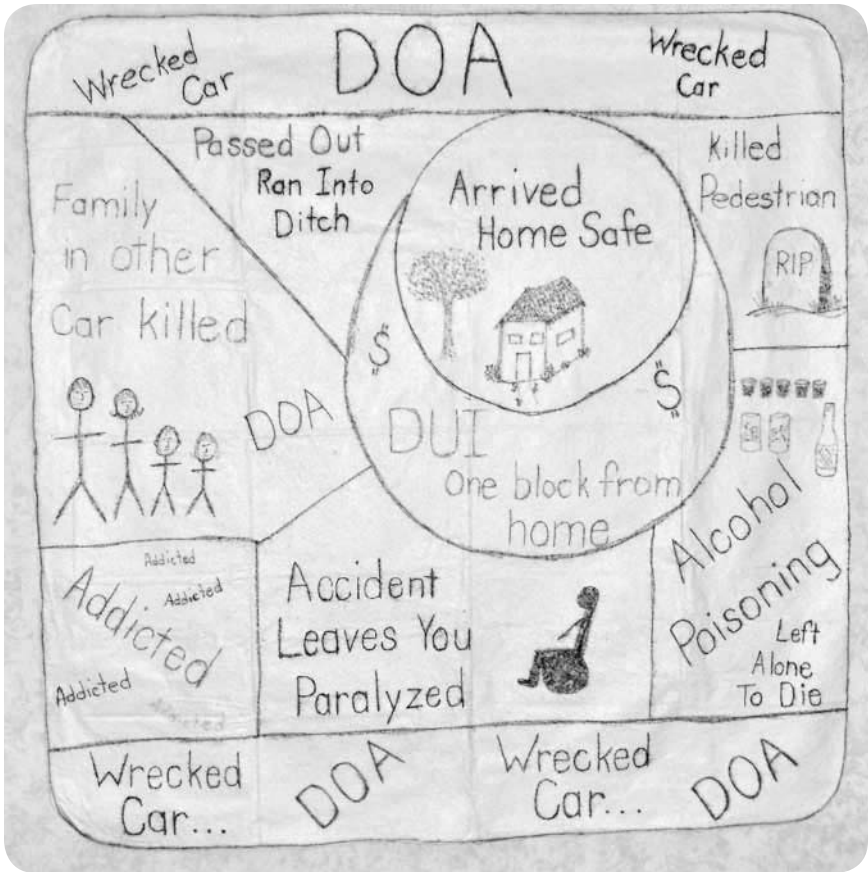 Wrecked
Car
DOA
Wrecked
Car
Passed Out
Ran Into
Ditch
Arrived
Home Safe
Killed
Pedestrian
RIP
Family
in other
Car killed
$
$
DOA
DUI
one block from
home
Alcohol
Poisoning
Left
Alone
To Die
Addicted
Addicted
Addicted
Addicted
Addicted
Accident
Leaves You
Paralyzed
Wrecked
Car...
DOA
Wrecked
Car...
DOA